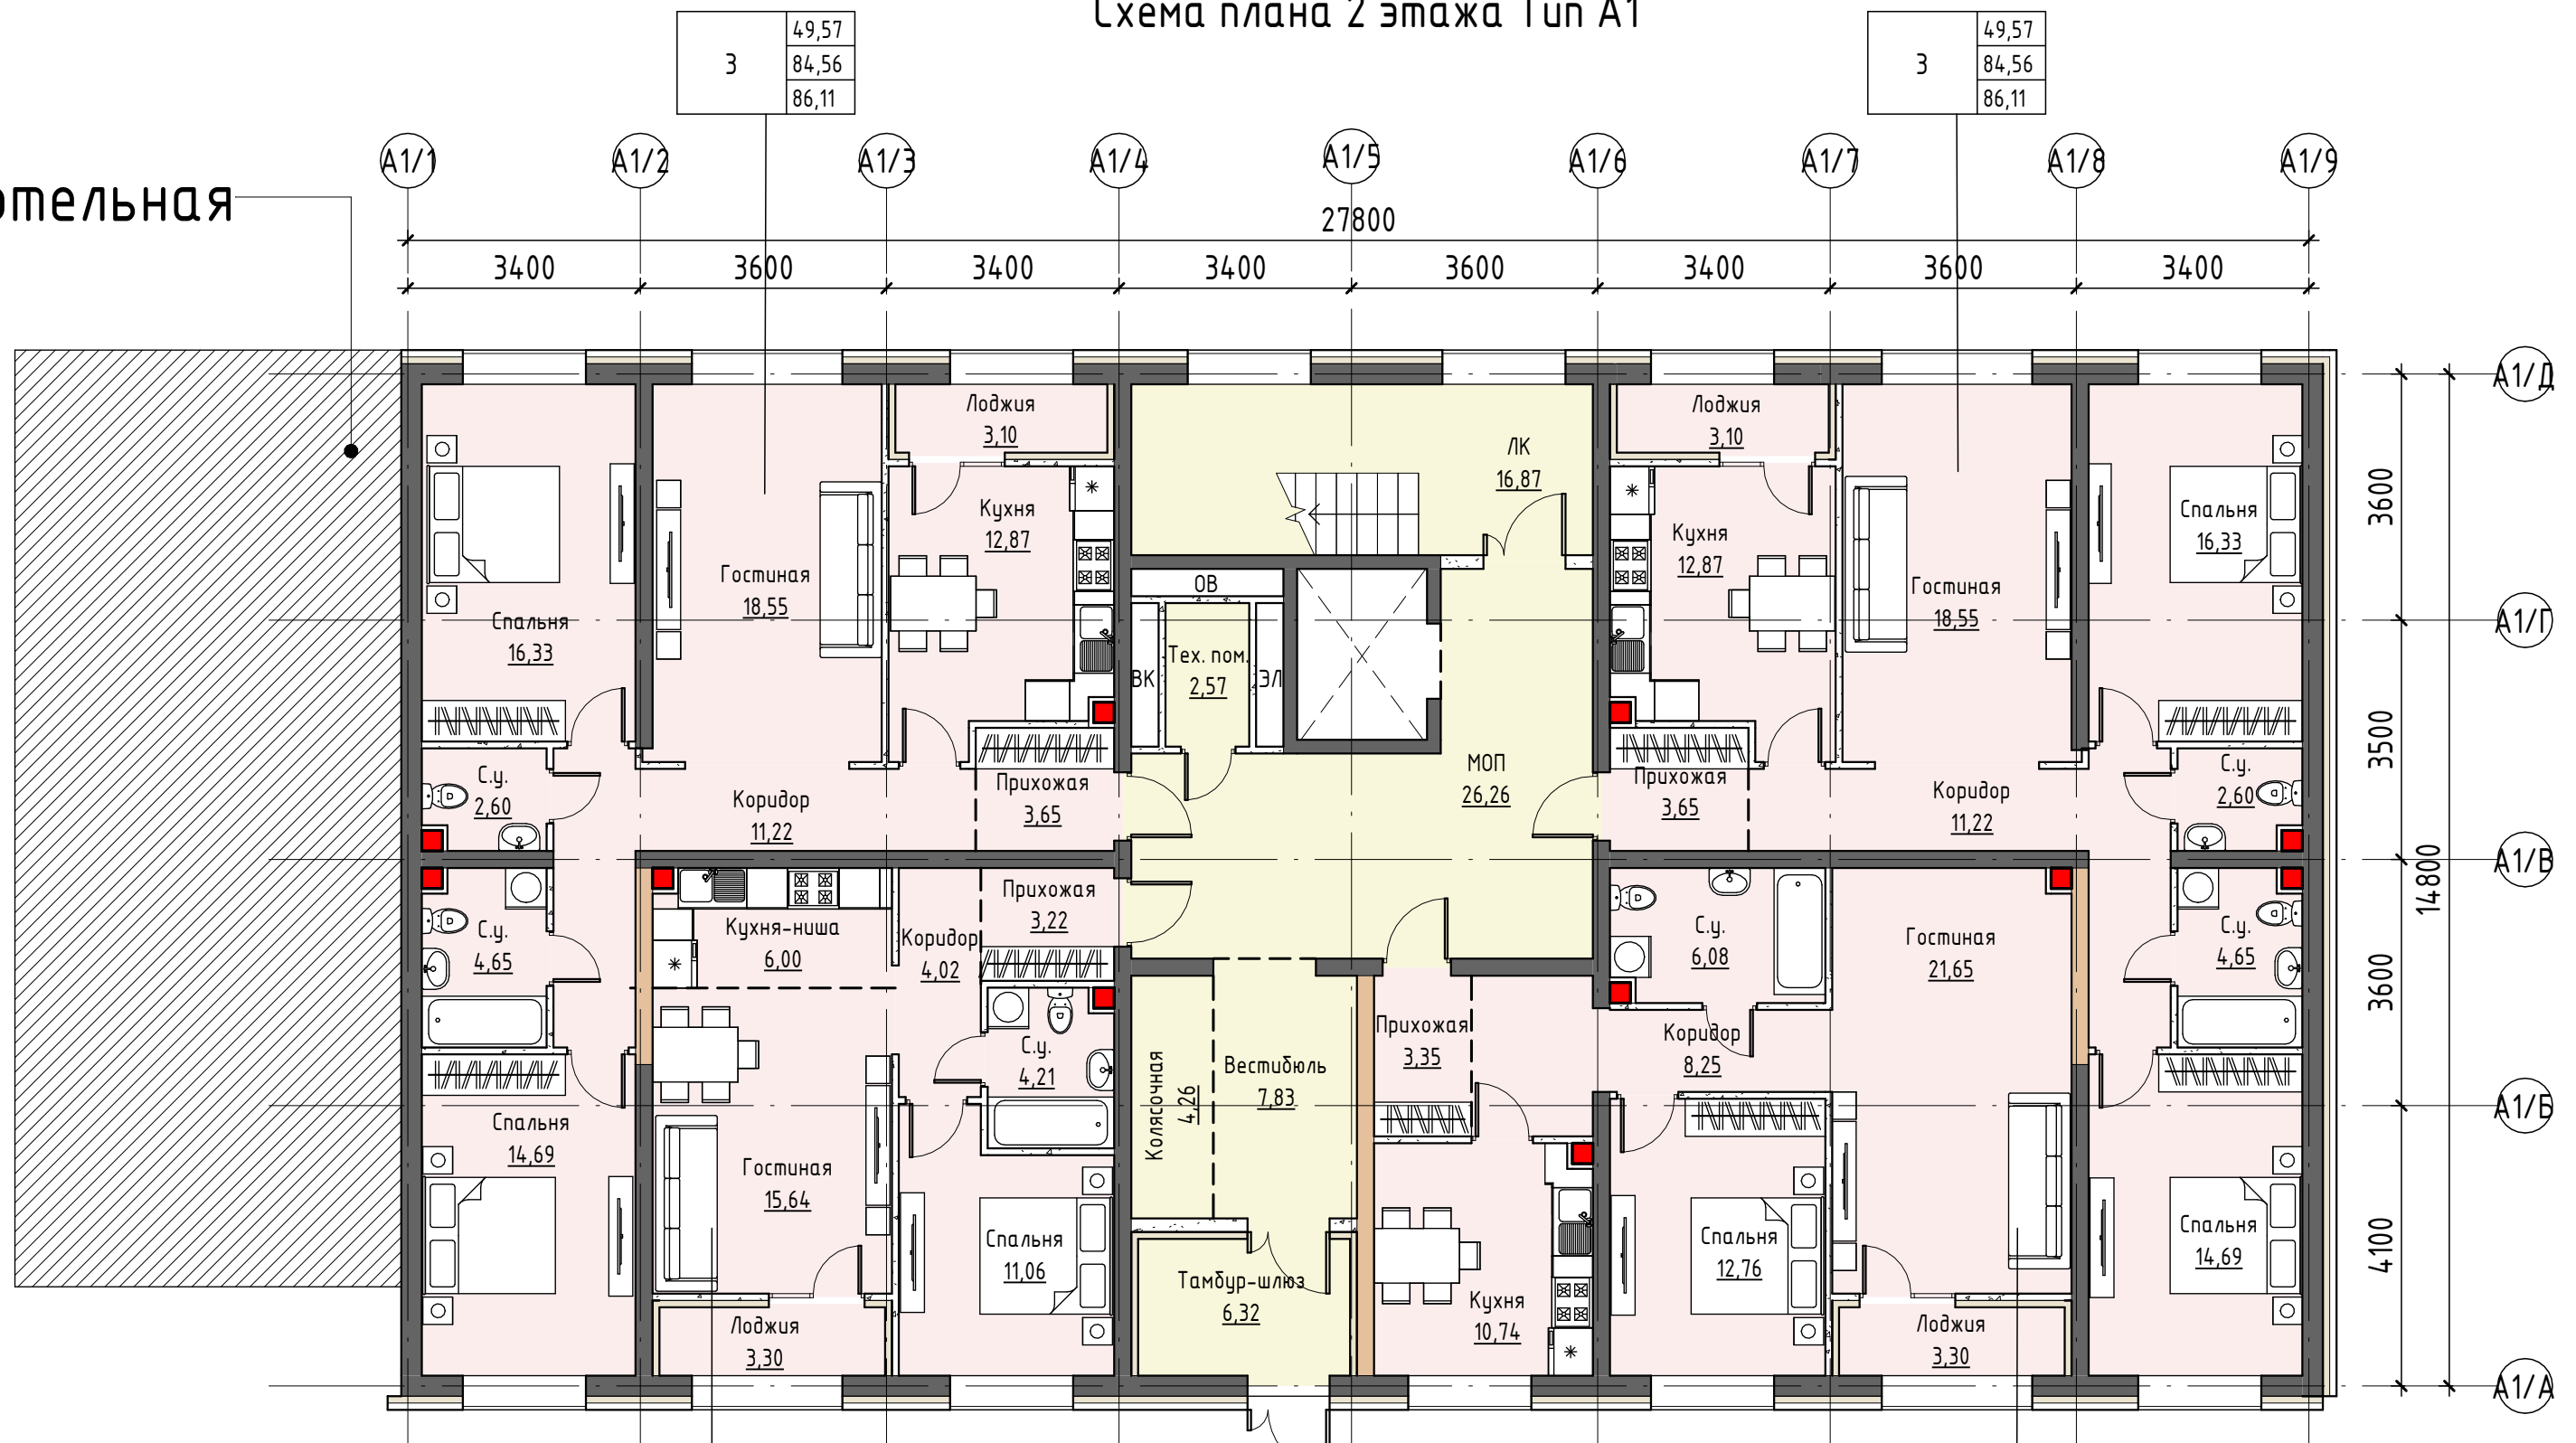 Схема плана 2 этажа Тип А1
3
49,57
84,56
86,11
3
49,57
84,56
86,11
А1/1
А1/2
А1/3
А1/4
А1/5
А1/6
А1/7
А1/8
А1/9
отельная
27800
3400
3600
3400
3400
3600
3400
3600
3400
А1/Д
А1/Г
А1/В
А1/Б
А1/А
3600
3500
3600
4100
14800
Спальня
16,33
Гостиная
18,55
Лоджия
3,10
Кухня
12,87
С.у.
2,60
Коридор
11,22
Прихожая
3,65
С.у.
4,65
Спальня
14,69
Кухня-ниша
6,00
Коридор
4,02
Прихожая
3,22
С.у.
4,21
Гостиная
15,64
Спальня
11,06
Лоджия
3,30
ЛК
16,87
ОВ
ВК
Тех. пом.
2,57
ЭЛ
МОП
26,26
Колясочная
4,26
Вестибюль
7,83
Тамбур-шлюз
6,32
Лоджия
3,10
Кухня
12,87
Гостиная
18,55
Спальня
16,33
Прихожая
3,65
Коридор
11,22
С.у.
2,60
С.у.
6,08
Гостиная
21,65
С.у.
4,65
Прихожая
3,35
Коридор
8,25
Кухня
10,74
Спальня
12,76
Лоджия
3,30
Спальня
14,69